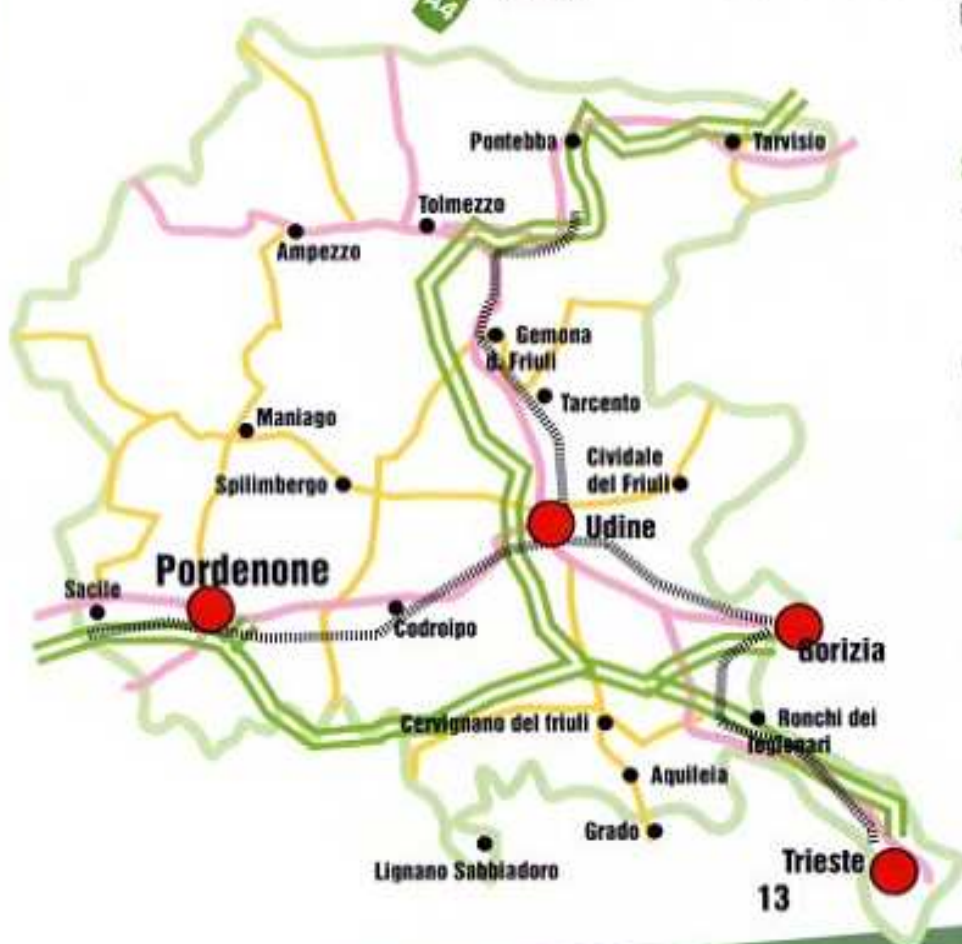 A4
Pontebba
Tarvisio
Tolmezzo
Ampezzo
Gemona
d. Friuli
Tarcento
Maniago
Cividale
del Friuli
Spilimbergo
Udine
Pordenone
Sacile
Codroipo
Gorizia
Cervignano del friuli
Ronchi dei
legionari
Aquileia
Grado
Lignano Sabbiadoro
Trieste
13